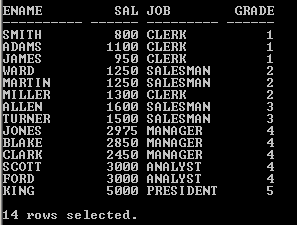 ENAME SAL JOB GRADE
---------- ------- ---------- ------
SMITH 800 CLERK 1
ADAMS 1100 CLERK 1
JAMES 950 CLERK 1
WARD 1250 SALESMAN 2
MARTIN 1250 SALESMAN 2
MILLER 1300 CLERK 2
ALLEN 1600 SALESMAN 3
TURNER 1500 SALESMAN 3
JONES 2975 MANAGER 4
BLAKE 2850 MANAGER 4
CLARK 2450 MANAGER 4
SCOTT 3000 ANALYST 4
FORD 3000 ANALYST 4
KING 5000 PRESIDENT 5
14 rows selected.